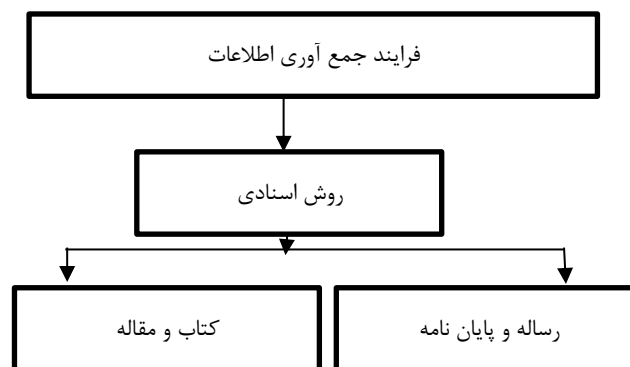 فرایند جمع آوری اطلاعات
روش اسنادی
رساله و پایان نامه
کتاب و مقاله